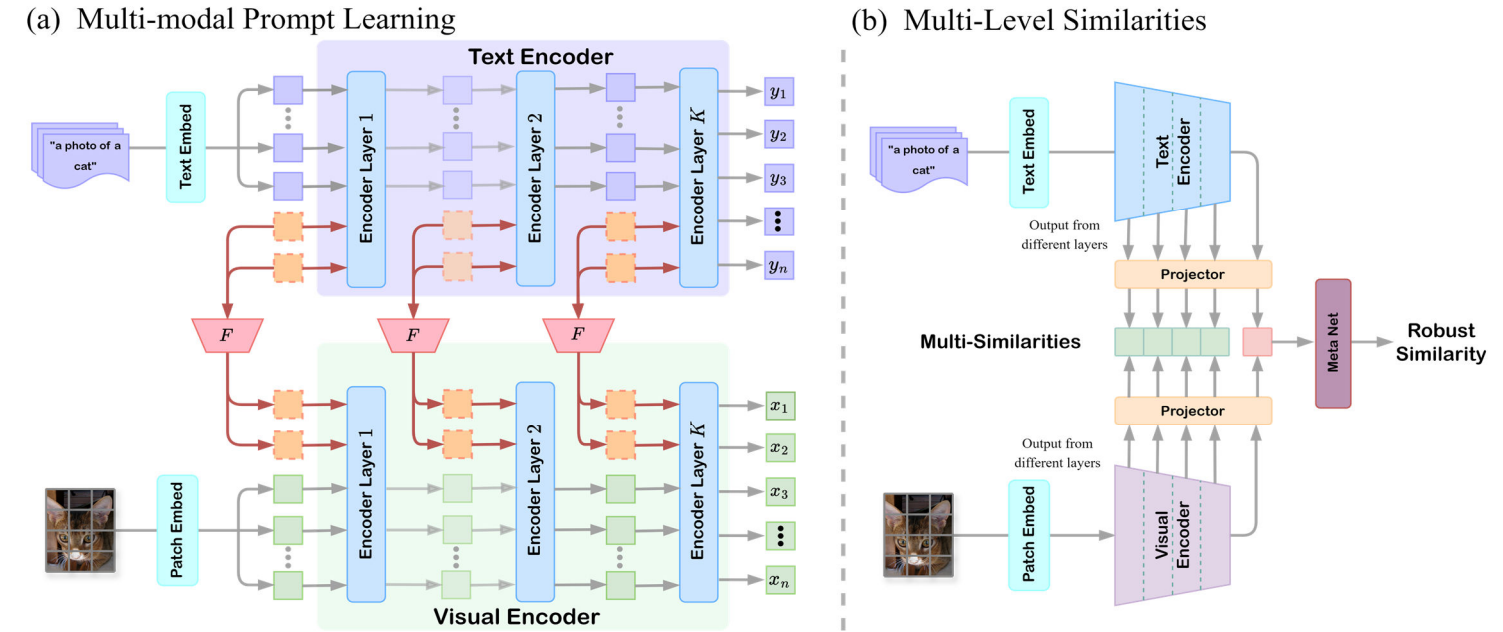 (a) Multi-modal Prompt Learning
Text Encoder
"a photo of a
cat"
Text Embed
Encoder Layer 1
Encoder Layer 2
Encoder Layer K
y₁
y₂
y₃
•••
yₙ
F
F
F
Patch Embed
Encoder Layer 1
Encoder Layer 2
Encoder Layer K
x₁
x₂
x₃
•••
xₙ
Visual Encoder
(b) Multi-Level Similarities
"a photo of a
cat"
Text Embed
Text
Encoder
Output from
different layers
Projector
Multi-Similarities
Meta Net
Robust
Similarity
Projector
Output from
different layers
Patch Embed
Visual
Encoder